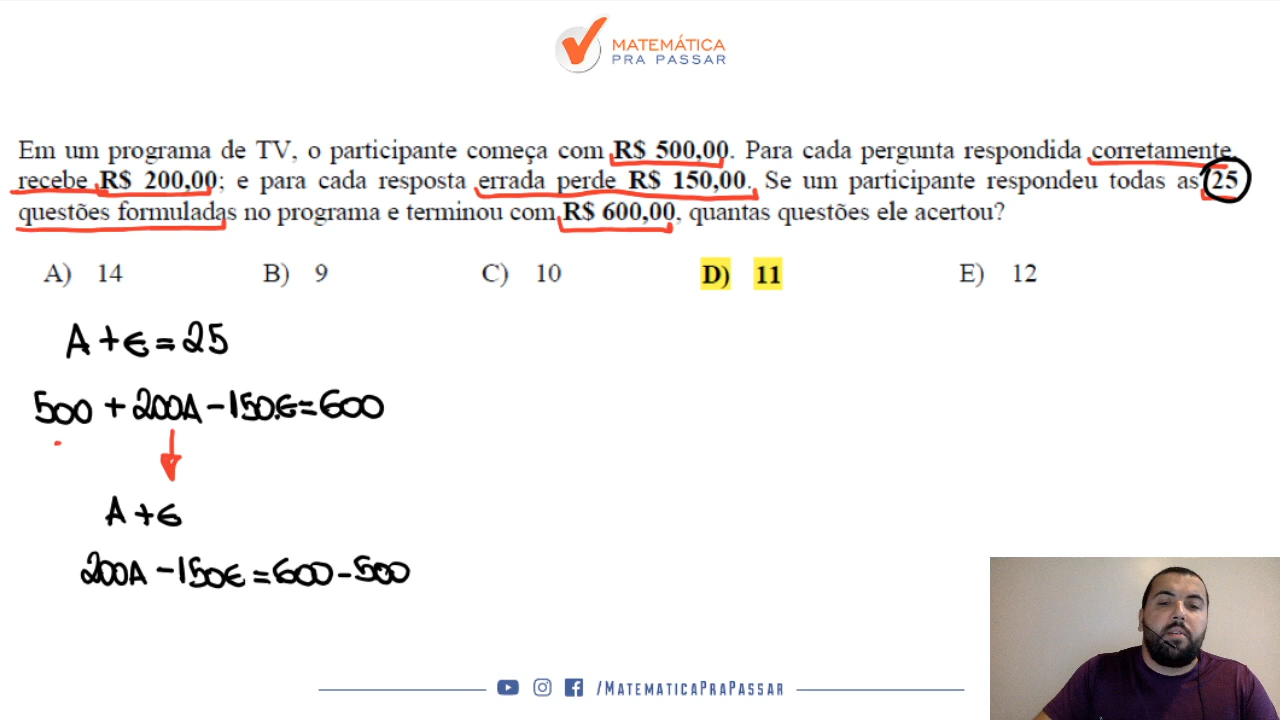 MATEMÁTICA
PRA PASSAR
Em um programa de TV, o participante começa com R$ 500,00. Para cada pergunta respondida corretamente,
recebe R$ 200,00; e para cada resposta errada perde R$ 150,00. Se um participante respondeu todas as 25
questões formuladas no programa e terminou com R$ 600,00, quantas questões ele acertou?
A) 14 B) 9 C) 10 D) 11 E) 12
A + E = 25
500 + 200A - 150.E = 600
A + E
200A - 150E = 600 - 500
/MATEMATICAPRAPASSAR